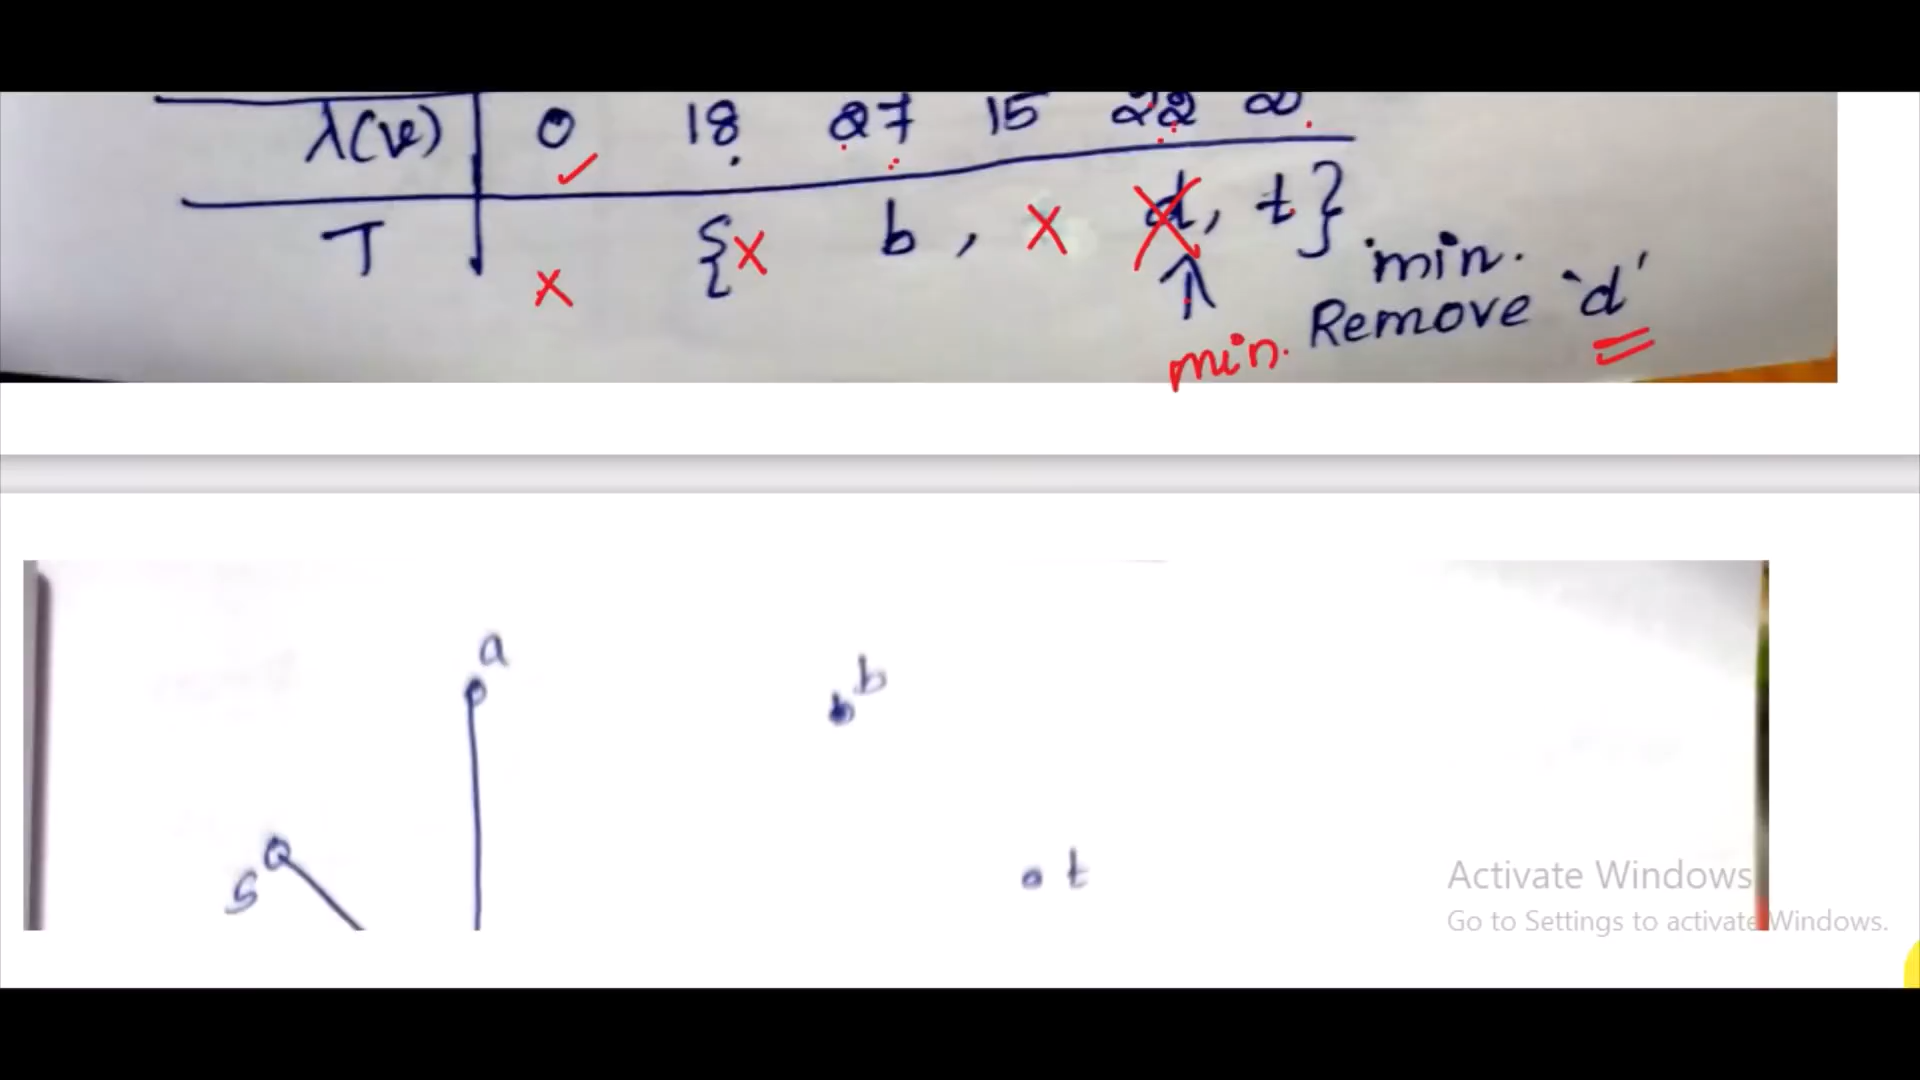 λ(v) 0 18 27 15 22 ∞
T { b , d, t}
min.
min. Remove 'd'
a
b
s
t
Activate Windows
Go to Settings to activate Windows.